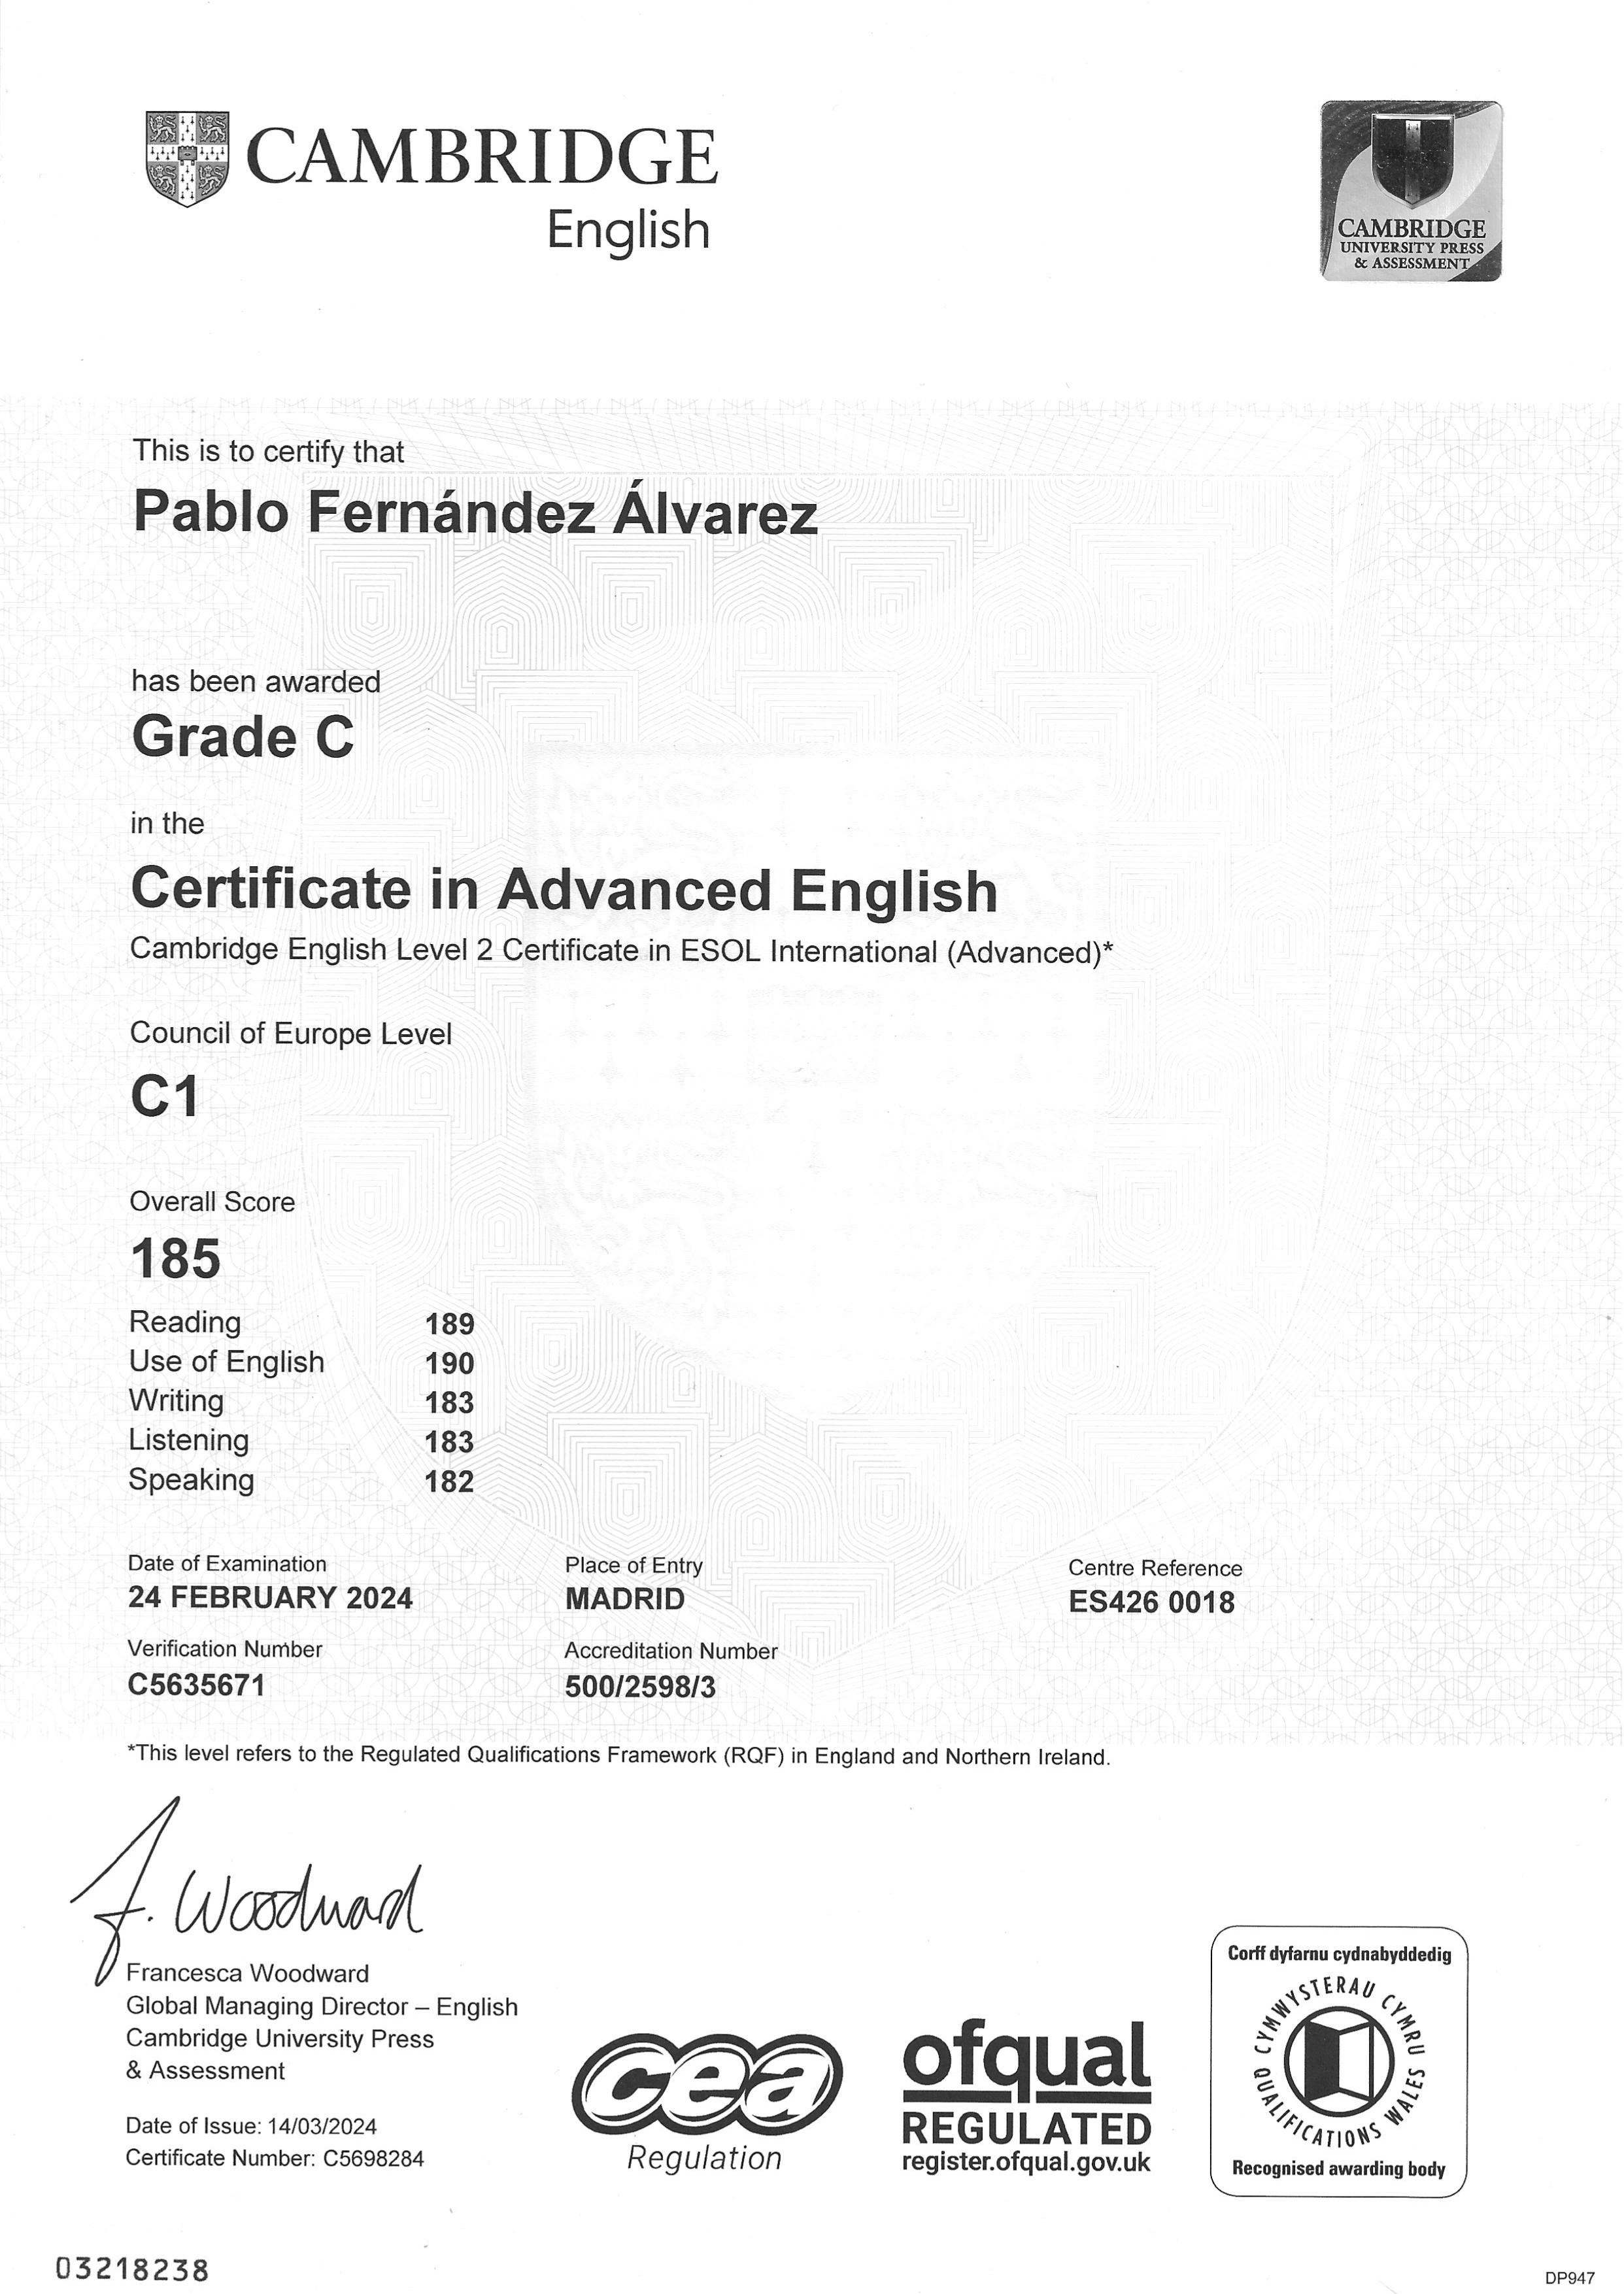 CAMBRIDGE
English
CAMBRIDGE
UNIVERSITY PRESS
& ASSESSMENT
This is to certify that
Pablo Fernández Álvarez
has been awarded
Grade C
in the
Certificate in Advanced English
Cambridge English Level 2 Certificate in ESOL International (Advanced)*
Council of Europe Level
C1
Overall Score
185
Reading 189
Use of English 190
Writing 183
Listening 183
Speaking 182
Date of Examination Place of Entry Centre Reference
24 FEBRUARY 2024 MADRID ES426 0018
Verification Number Accreditation Number
C5635671 500/2598/3
*This level refers to the Regulated Qualifications Framework (RQF) in England and Northern Ireland.
F. Woodward
Francesca Woodward
Global Managing Director – English
Cambridge University Press
& Assessment
Date of Issue: 14/03/2024
Certificate Number: C5698284
cea
Regulation
ofqual
REGULATED
register.ofqual.gov.uk
Corff dyfarnu cydnabyddedig
CYMWYSTERAU CYMRU
QUALIFICATIONS WALES
Recognised awarding body
03218238
DP947